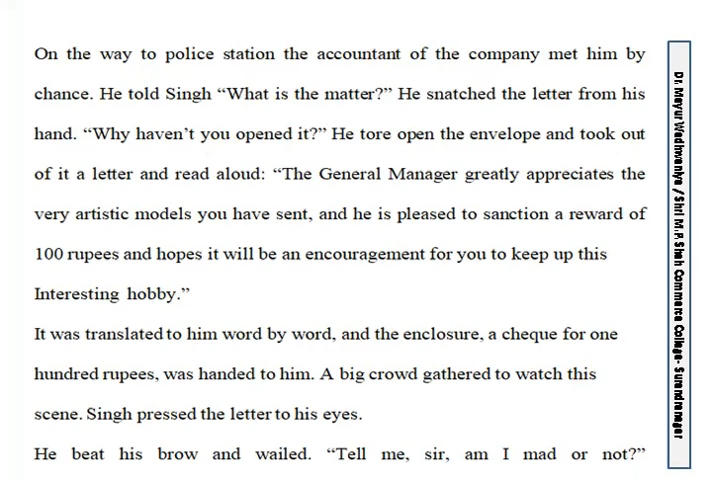 On the way to police station the accountant of the company met him by
chance. He told Singh “What is the matter?” He snatched the letter from his
hand. “Why haven’t you opened it?” He tore open the envelope and took out
of it a letter and read aloud: “The General Manager greatly appreciates the
very artistic models you have sent, and he is pleased to sanction a reward of
100 rupees and hopes it will be an encouragement for you to keep up this
Interesting hobby.”
It was translated to him word by word, and the enclosure, a cheque for one
hundred rupees, was handed to him. A big crowd gathered to watch this
scene. Singh pressed the letter to his eyes.
He beat his brow and wailed. “Tell me, sir, am I mad or not?”
Dr. Mayur Wadhwaniya / Shri M.P. Shah Commerce College- Surendranagar